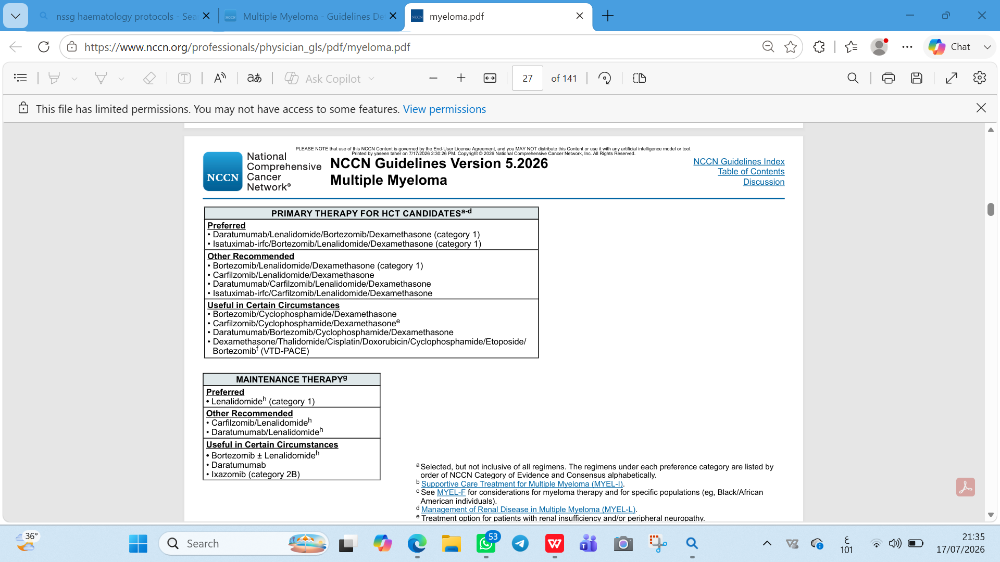 nssg haematology protocols - Sea
Multiple Myeloma - Guidelines De
myeloma.pdf
https://www.nccn.org/professionals/physician_gls/pdf/myeloma.pdf
Chat
Ask Copilot
27 of 141
This file has limited permissions. You may not have access to some features. View permissions
PLEASE NOTE that use of this NCCN Content is governed by the End-User License Agreement, and you MAY NOT distribute this Content or use it with any artificial intelligence model or tool.
Printed by yaseen taher on 7/17/2026 2:30:26 PM. Copyright © 2026 National Comprehensive Cancer Network, Inc. All Rights Reserved.
NCCN
National
Comprehensive
Cancer
Network®
NCCN Guidelines Version 5.2026
Multiple Myeloma
NCCN Guidelines Index
Table of Contents
Discussion
PRIMARY THERAPY FOR HCT CANDIDATESa-d
Preferred
• Daratumumab/Lenalidomide/Bortezomib/Dexamethasone (category 1)
• Isatuximab-irfc/Bortezomib/Lenalidomide/Dexamethasone (category 1)
Other Recommended
• Bortezomib/Lenalidomide/Dexamethasone (category 1)
• Carfilzomib/Lenalidomide/Dexamethasone
• Daratumumab/Carfilzomib/Lenalidomide/Dexamethasone
• Isatuximab-irfc/Carfilzomib/Lenalidomide/Dexamethasone
Useful in Certain Circumstances
• Bortezomib/Cyclophosphamide/Dexamethasone
• Carfilzomib/Cyclophosphamide/Dexamethasonee
• Daratumumab/Bortezomib/Cyclophosphamide/Dexamethasone
• Dexamethasone/Thalidomide/Cisplatin/Doxorubicin/Cyclophosphamide/Etoposide/
Bortezomibf (VTD-PACE)
MAINTENANCE THERAPYg
Preferred
• Lenalidomideh (category 1)
Other Recommended
• Carfilzomib/Lenalidomideh
• Daratumumab/Lenalidomideh
Useful in Certain Circumstances
• Bortezomib ± Lenalidomideh
• Daratumumab
• Ixazomib (category 2B)
a Selected, but not inclusive of all regimens. The regimens under each preference category are listed by
order of NCCN Category of Evidence and Consensus alphabetically.
b Supportive Care Treatment for Multiple Myeloma (MYEL-I).
c See MYEL-F for considerations for myeloma therapy and for specific populations (eg, Black/African
American individuals).
d Management of Renal Disease in Multiple Myeloma (MYEL-L).
e Treatment option for patients with renal insufficiency and/or peripheral neuropathy.
36°
Search
53
ع
101
21:35
17/07/2026